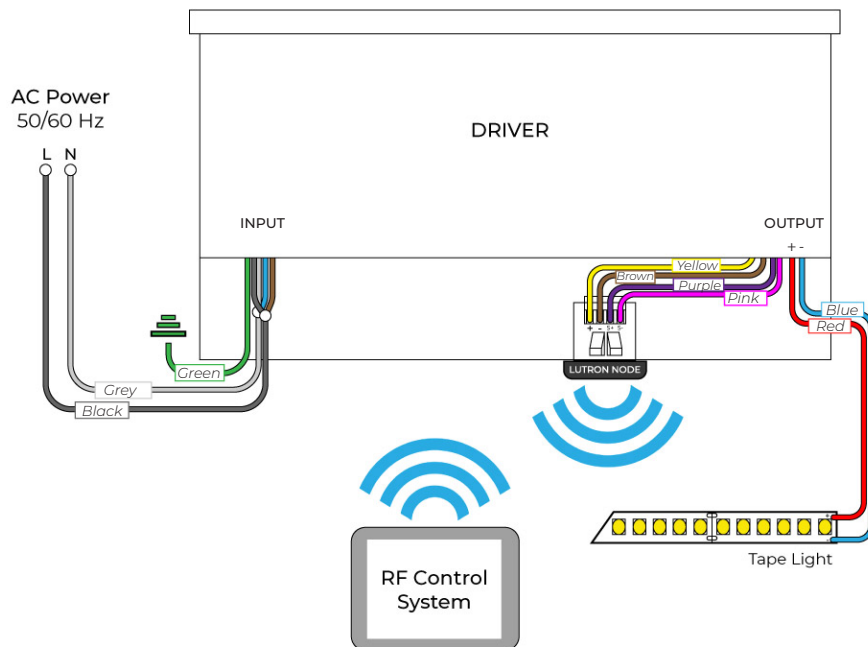 AC Power
50/60 Hz
L N
DRIVER
INPUT
OUTPUT
+ -
Yellow
Brown
Purple
Pink
+ - S+ S-
LUTRON NODE
Blue
Red
Green
Grey
Black
RF Control
System
+
-
Tape Light